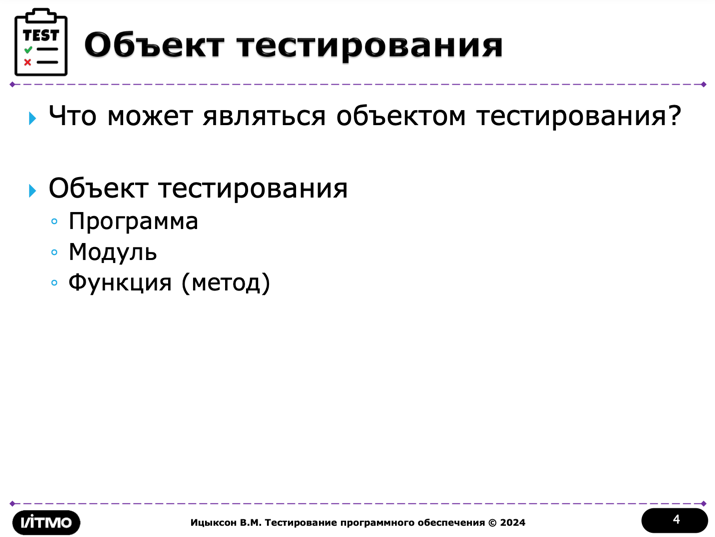 TEST
Объект тестирования
Что может являться объектом тестирования?
Объект тестирования
Программа
Модуль
Функция (метод)
ИТМО
Ицыксон В.М. Тестирование программного обеспечения © 2024
4